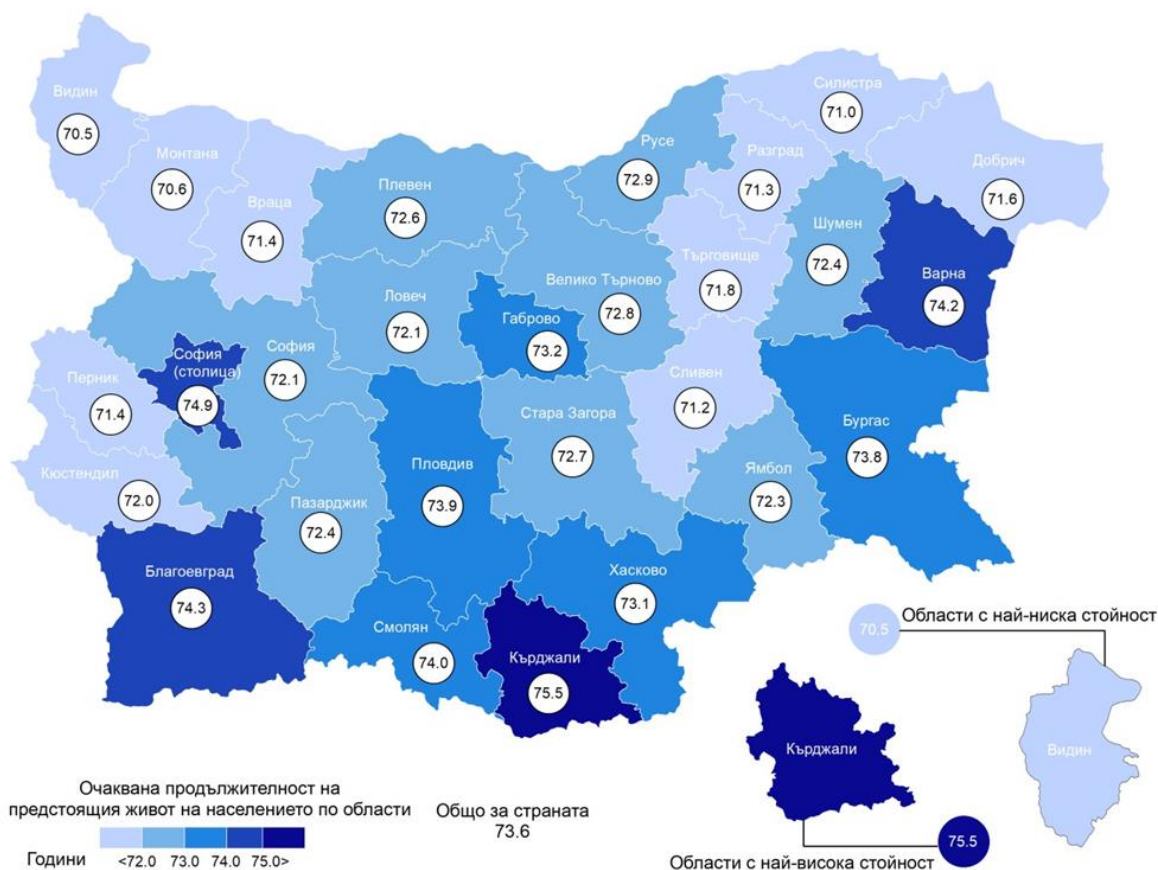 Видин
70.5
Монтана
70.6
Враца
71.4
Плевен
72.6
Русе
72.9
Силистра
71.0
Разград
71.3
Добрич
71.6
Шумен
72.4
Търговище
71.8
Варна
74.2
Велико Търново
72.8
Ловеч
72.1
Габрово
73.2
София
(столица)
74.9
София
72.1
Перник
71.4
Кюстендил
72.0
Сливен
71.2
Стара Загора
72.7
Бургас
73.8
Ямбол
72.3
Пловдив
73.9
Пазарджик
72.4
Благоевград
74.3
Хасково
73.1
Смолян
74.0
Кърджали
75.5
70.5
Области с най-ниска стойност
Кърджали
Видин
75.5
Области с най-висока стойност
Очаквана продължителност на
предстоящия живот на населението по области
Години <72.0 73.0 74.0 75.0>
Общо за страната
73.6